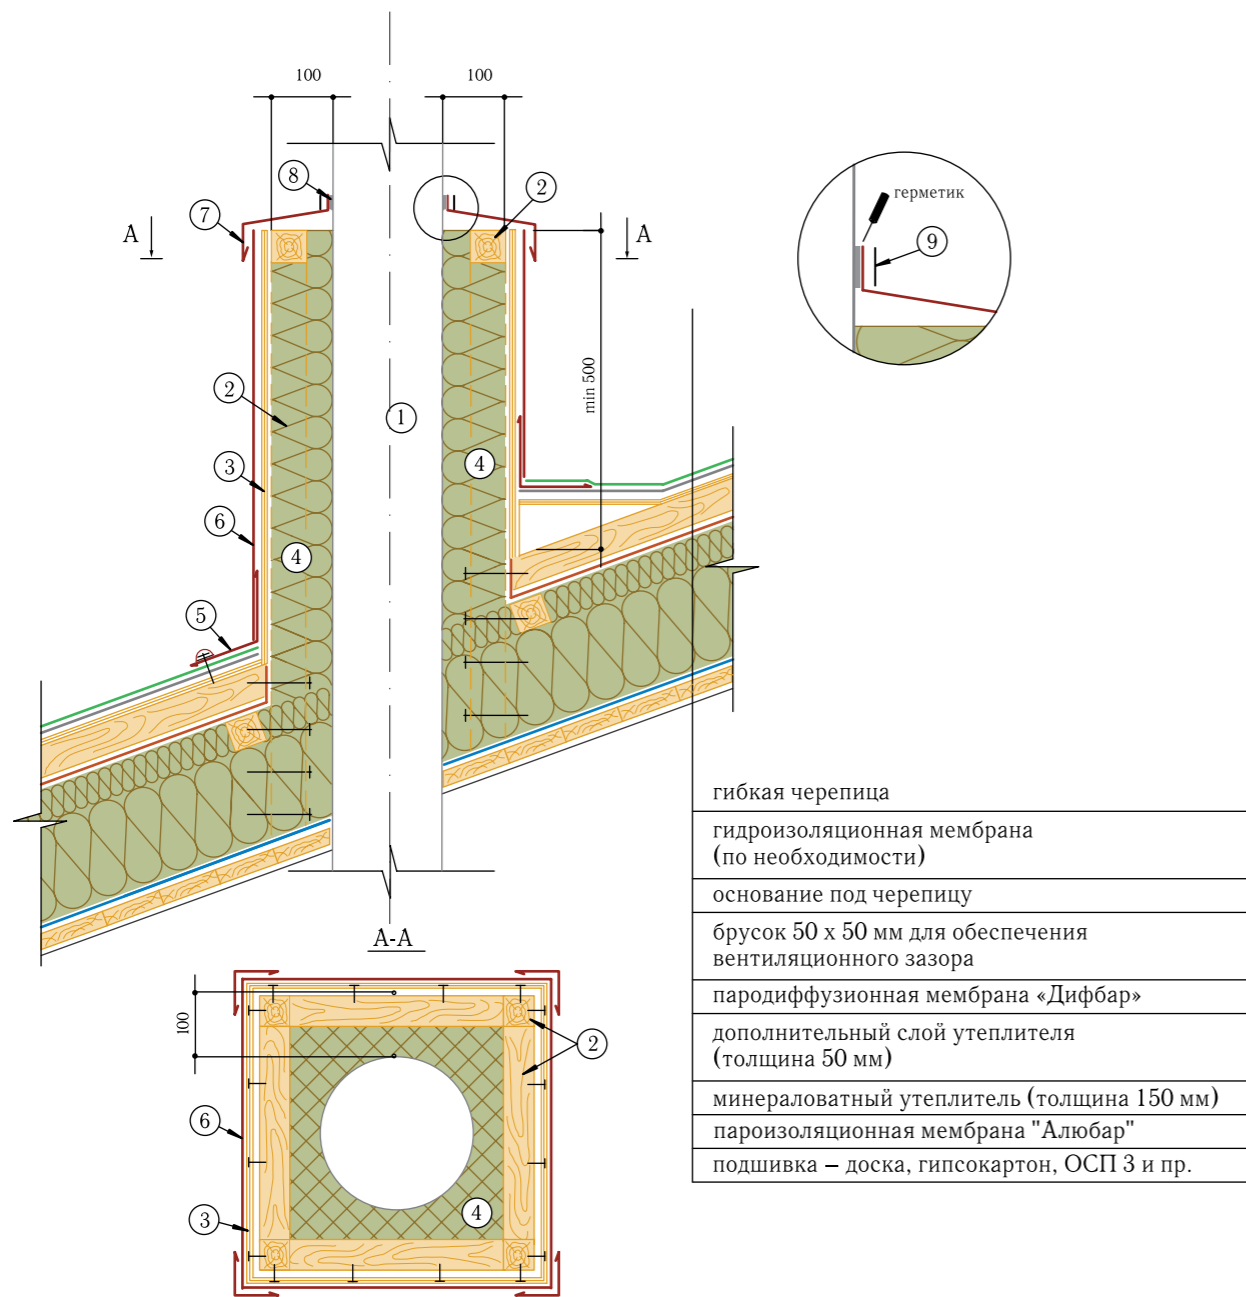 100
100
8
2
7
А
А
герметик
9
min 500
2
1
3
4
6
4
5
А-А
100
2
6
4
3
гибкая черепица
гидроизоляционная мембрана
(по необходимости)
основание под черепицу
брусок 50 х 50 мм для обеспечения
вентиляционного зазора
пародиффузионная мембрана «Дифбар»
дополнительный слой утеплителя
(толщина 50 мм)
минераловатный утеплитель (толщина 150 мм)
пароизоляционная мембрана "Алюбар"
подшивка – доска, гипсокартон, ОСП 3 и пр.